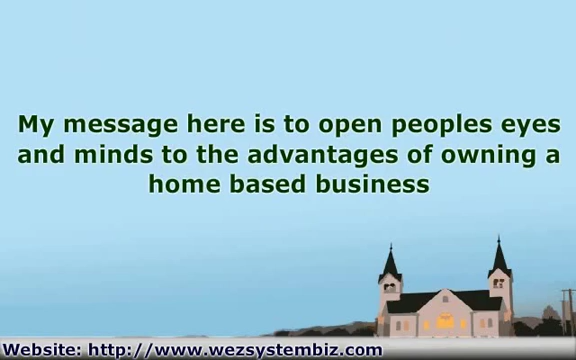 My message here is to open peoples eyes
and minds to the advantages of owning a
home based business
Website: http://www.wezsystembiz.com